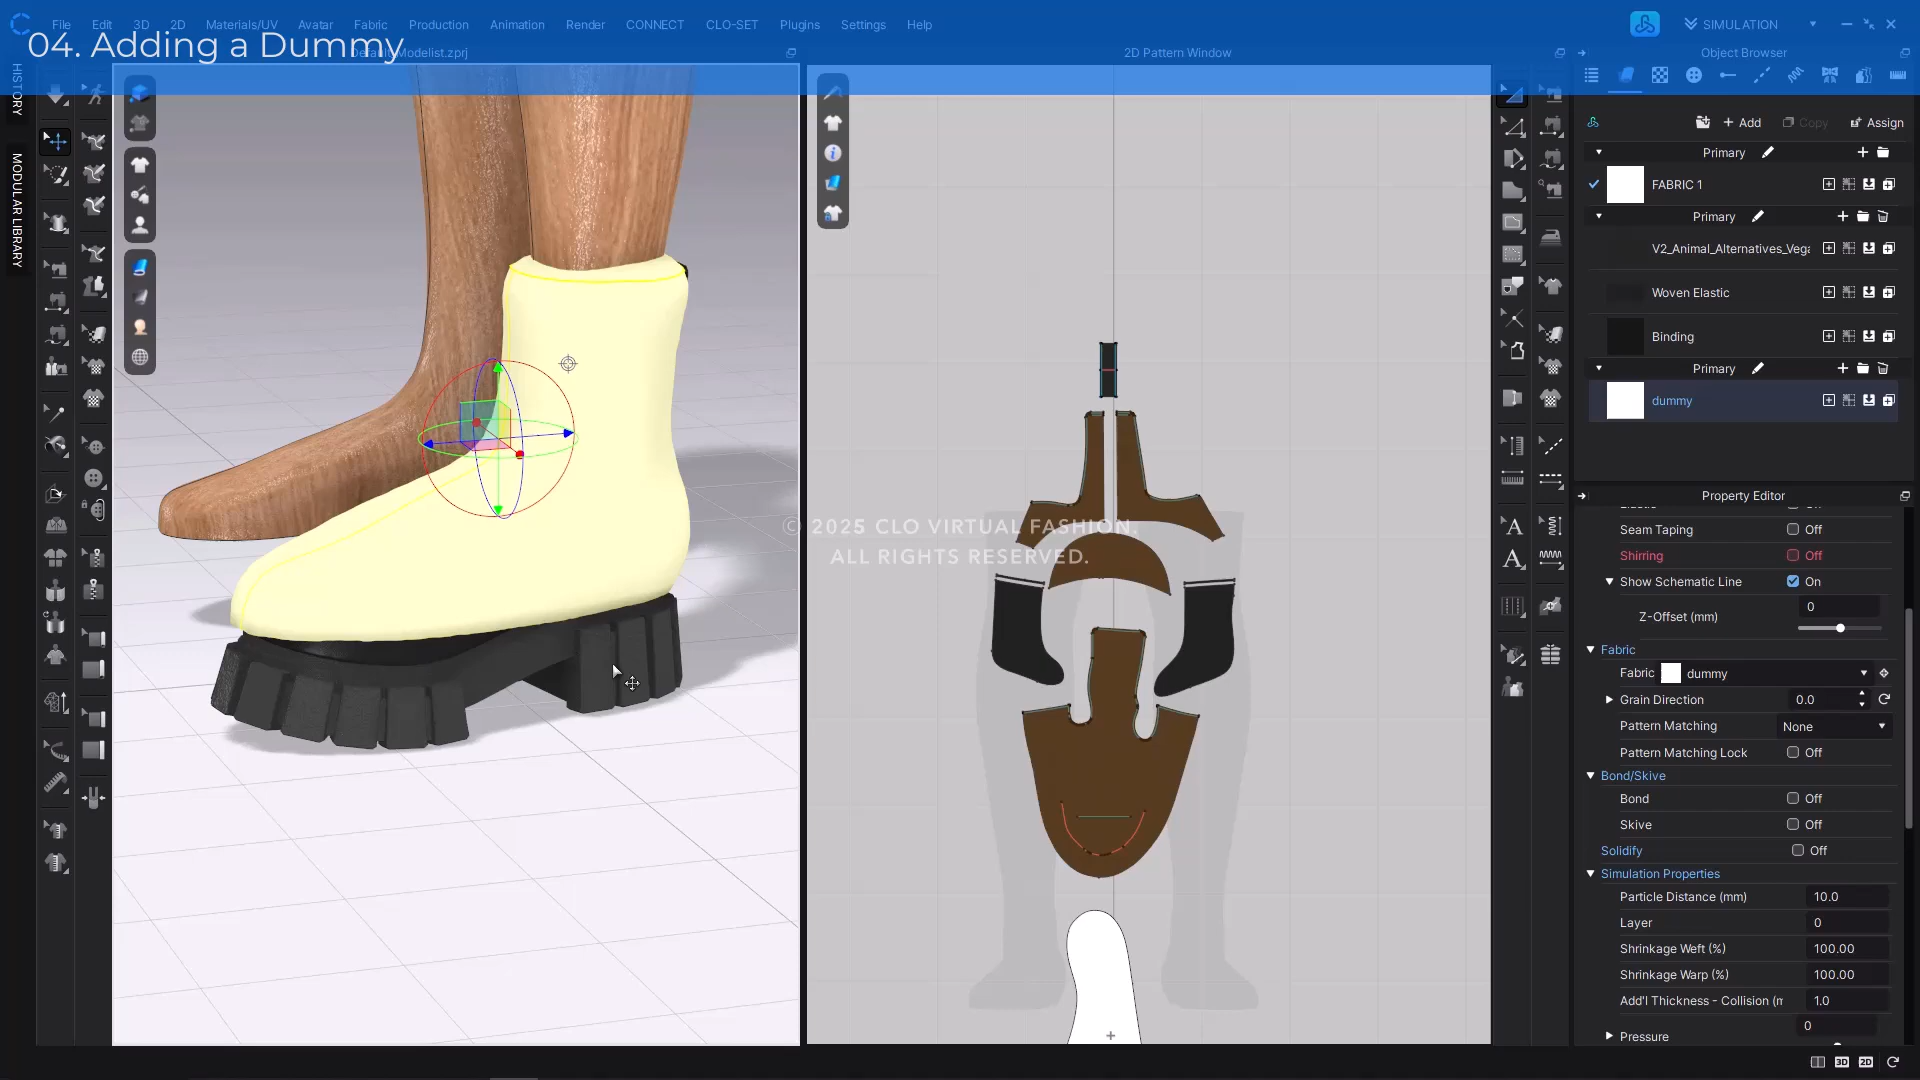 File Edit 3D 2D Materials/UV Avatar Fabric Production Animation Render CONNECT CLO-SET Plugins Settings Help SIMULATION
04. Adding a Dummy
2D Pattern Window
Object Browser
HISTORY
MODULAR LIBRARY
Add Copy Assign
Primary
FABRIC 1
Primary
V2_Animal_Alternatives_Vega
Woven Elastic
Binding
Primary
dummy
© 2025 CLO VIRTUAL FASHION.
ALL RIGHTS RESERVED.
Property Editor
Seam Taping Off
Shirring Off
Show Schematic Line On
Z-Offset (mm) 0
Fabric
Fabric dummy
Grain Direction 0.0
Pattern Matching None
Pattern Matching Lock Off
Bond/Skive
Bond Off
Skive Off
Solidify Off
Simulation Properties
Particle Distance (mm) 10.0
Layer 0
Shrinkage Weft (%) 100.00
Shrinkage Warp (%) 100.00
Add'l Thickness - Collision (m 1.0
Pressure 0
3D 2D